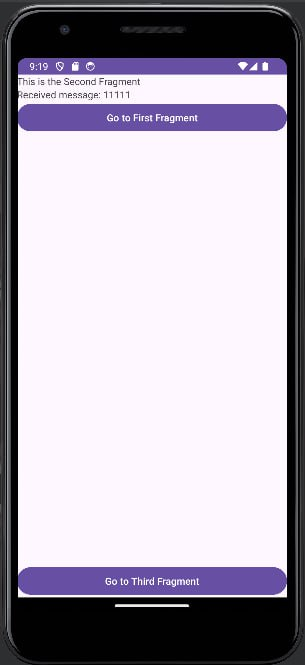 9:19
This is the Second Fragment
Received message: 11111
Go to First Fragment
Go to Third Fragment